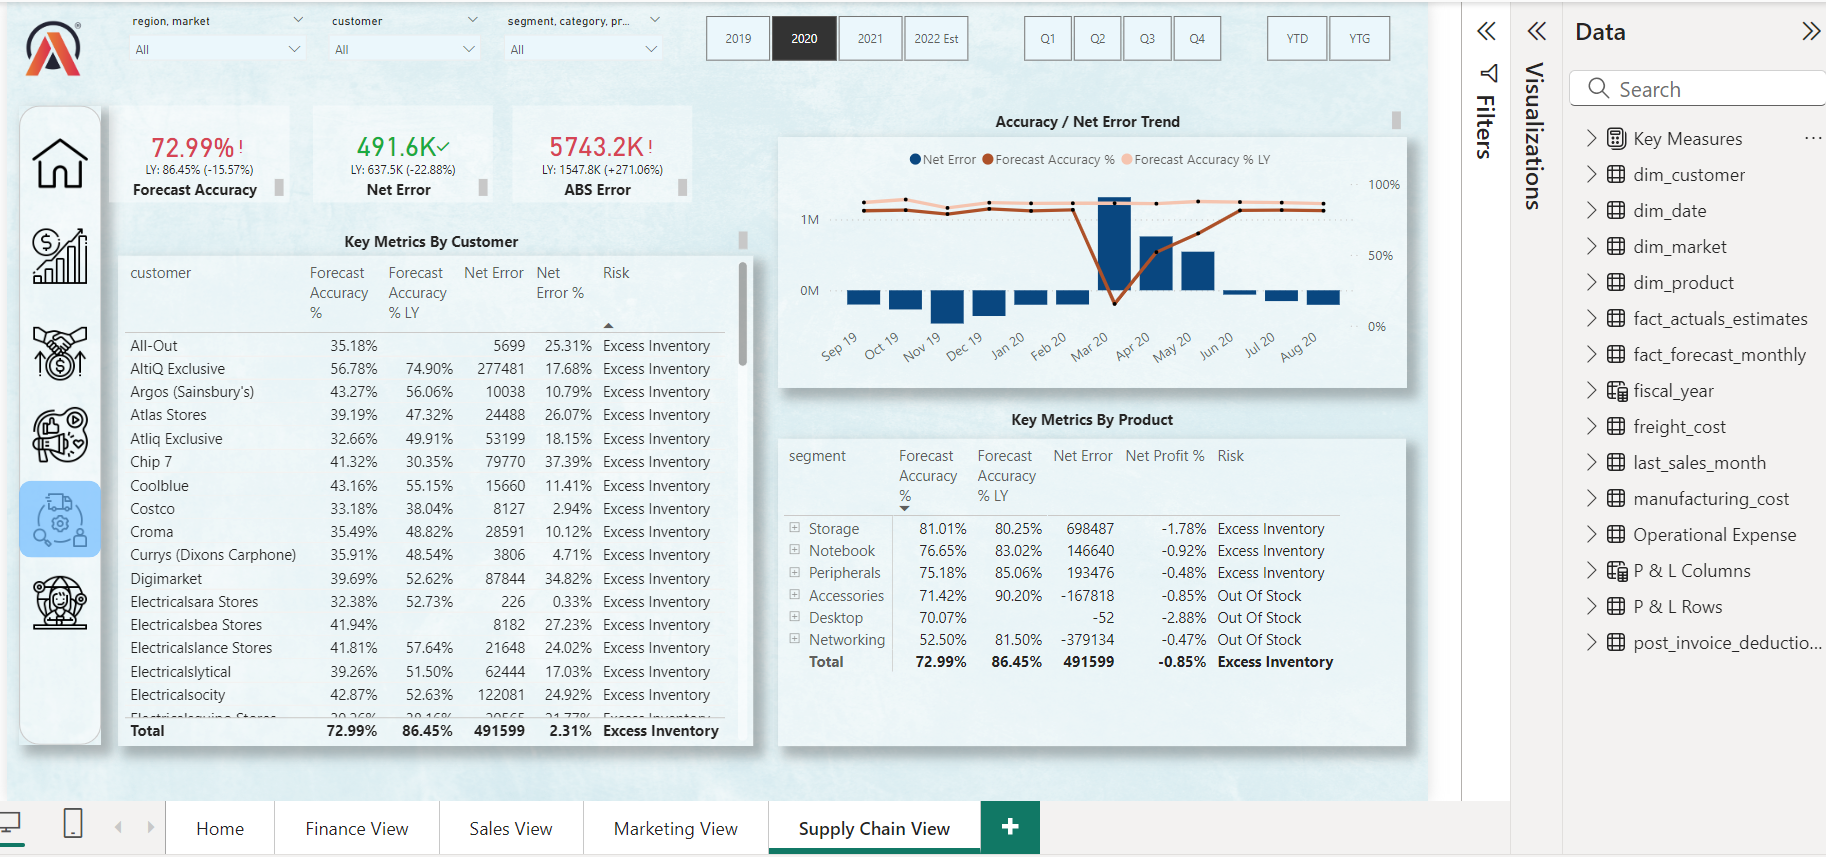 region, market
customer
segment, category, pr...
All
All
All
2019
2020
2021
2022 Est
Q1
Q2
Q3
Q4
YTD
YTG
72.99%!
LY: 86.45% (-15.57%)
Forecast Accuracy
491.6K✓
LY: 637.5K (-22.88%)
Net Error
5743.2K!
LY: 1547.8K (+271.06%)
ABS Error
Key Metrics By Customer
customer Forecast Accuracy % Forecast Accuracy % LY Net Error Net Error % Risk
All-Out 35.18% 5699 25.31% Excess Inventory
AltiQ Exclusive 56.78% 74.90% 277481 17.68% Excess Inventory
Argos (Sainsbury's) 43.27% 56.06% 10038 10.79% Excess Inventory
Atlas Stores 39.19% 47.32% 24488 26.07% Excess Inventory
Atliq Exclusive 32.66% 49.91% 53199 18.15% Excess Inventory
Chip 7 41.32% 30.35% 79770 37.39% Excess Inventory
Coolblue 43.16% 55.15% 15660 11.41% Excess Inventory
Costco 33.18% 38.04% 8127 2.94% Excess Inventory
Croma 35.49% 48.82% 28591 10.12% Excess Inventory
Currys (Dixons Carphone) 35.91% 48.54% 3806 4.71% Excess Inventory
Digimarket 39.69% 52.62% 87844 34.82% Excess Inventory
Electricalsara Stores 32.38% 52.73% 226 0.33% Excess Inventory
Electricalsbea Stores 41.94% 8182 27.23% Excess Inventory
Electricalslance Stores 41.81% 57.64% 21648 24.02% Excess Inventory
Electricalslytical 39.26% 51.50% 62444 17.03% Excess Inventory
Electricalsocity 42.87% 52.63% 122081 24.92% Excess Inventory
Total 72.99% 86.45% 491599 2.31% Excess Inventory
Accuracy / Net Error Trend
Net Error Forecast Accuracy % Forecast Accuracy % LY
1M
0M
100%
50%
0%
Sep 19
Oct 19
Nov 19
Dec 19
Jan 20
Feb 20
Mar 20
Apr 20
May 20
Jun 20
Jul 20
Aug 20
Key Metrics By Product
segment Forecast Accuracy % Forecast Accuracy % LY Net Error Net Profit % Risk
Storage 81.01% 80.25% 698487 -1.78% Excess Inventory
Notebook 76.65% 83.02% 146640 -0.92% Excess Inventory
Peripherals 75.18% 85.06% 193476 -0.48% Excess Inventory
Accessories 71.42% 90.20% -167818 -0.85% Out Of Stock
Desktop 70.07% -52 -2.88% Out Of Stock
Networking 52.50% 81.50% -379134 -0.47% Out Of Stock
Total 72.99% 86.45% 491599 -0.85% Excess Inventory
Filters
Visualizations
Data
Search
Key Measures
dim_customer
dim_date
dim_market
dim_product
fact_actuals_estimates
fact_forecast_monthly
fiscal_year
freight_cost
last_sales_month
manufacturing_cost
Operational Expense
P & L Columns
P & L Rows
post_invoice_deductio...
Home
Finance View
Sales View
Marketing View
Supply Chain View